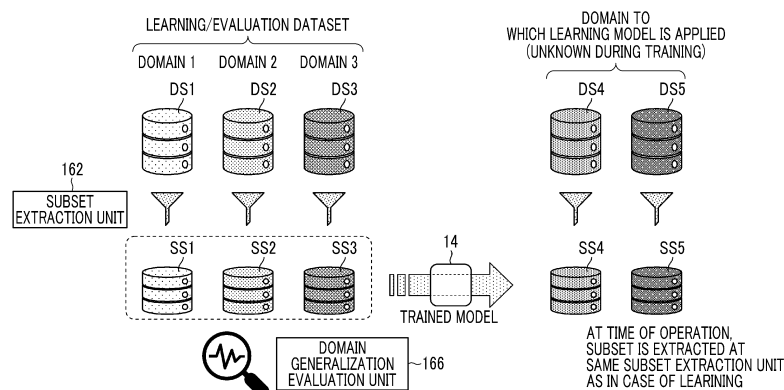 LEARNING/EVALUATION DATASET
DOMAIN 1 DOMAIN 2 DOMAIN 3
DS1 DS2 DS3
DOMAIN TO
WHICH LEARNING MODEL IS APPLIED
(UNKNOWN DURING TRAINING)
DS4 DS5
162
SUBSET
EXTRACTION UNIT
SS1 SS2 SS3
14
TRAINED MODEL
SS4 SS5
DOMAIN
GENERALIZATION
EVALUATION UNIT
166
AT TIME OF OPERATION,
SUBSET IS EXTRACTED AT
SAME SUBSET EXTRACTION UNIT
AS IN CASE OF LEARINING